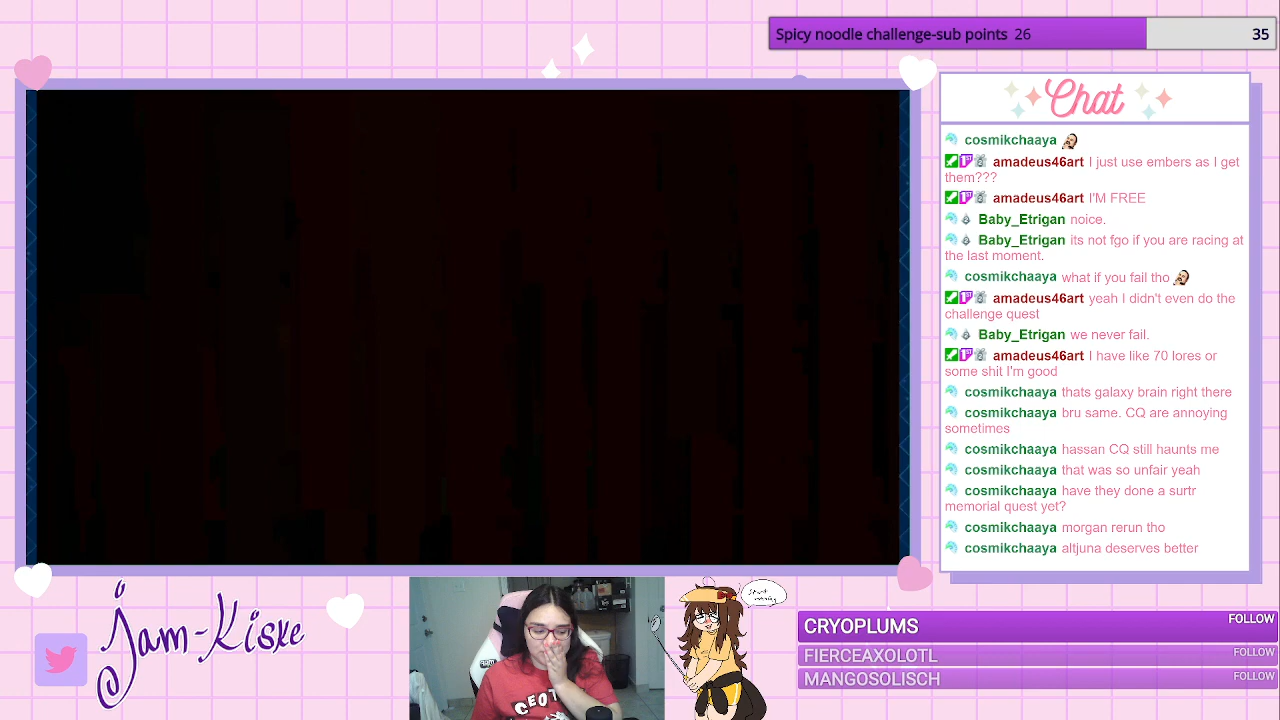 Spicy noodle challenge-sub points 26 35
Chat
cosmikchaaya
amadeus46art I just use embers as I get
them???
amadeus46art I'M FREE
Baby_Etrigan noice.
Baby_Etrigan its not fgo if you are racing at
the last moment.
cosmikchaaya what if you fail tho
amadeus46art yeah I didn't even do the
challenge quest
Baby_Etrigan we never fail.
amadeus46art I have like 70 lores or
some shit I'm good
cosmikchaaya thats galaxy brain right there
cosmikchaaya bru same. CQ are annoying
sometimes
cosmikchaaya hassan CQ still haunts me
cosmikchaaya that was so unfair yeah
cosmikchaaya have they done a surtr
memorial quest yet?
cosmikchaaya morgan rerun tho
cosmikchaaya altjuna deserves better
@Jam-Kiske
CRYOPLUMS FOLLOW
FIERCEAXOLOTL FOLLOW
MANGOSOLISCH FOLLOW